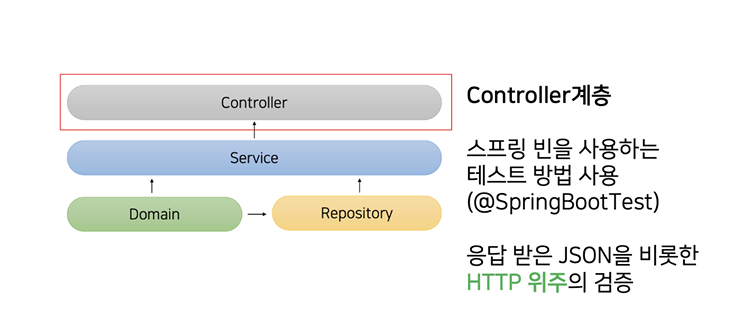 Controller
Service
Domain
Repository
Controller계층
스프링 빈을 사용하는
테스트 방법 사용
(@SpringBootTest)
응답 받은 JSON을 비롯한
HTTP 위주의 검증